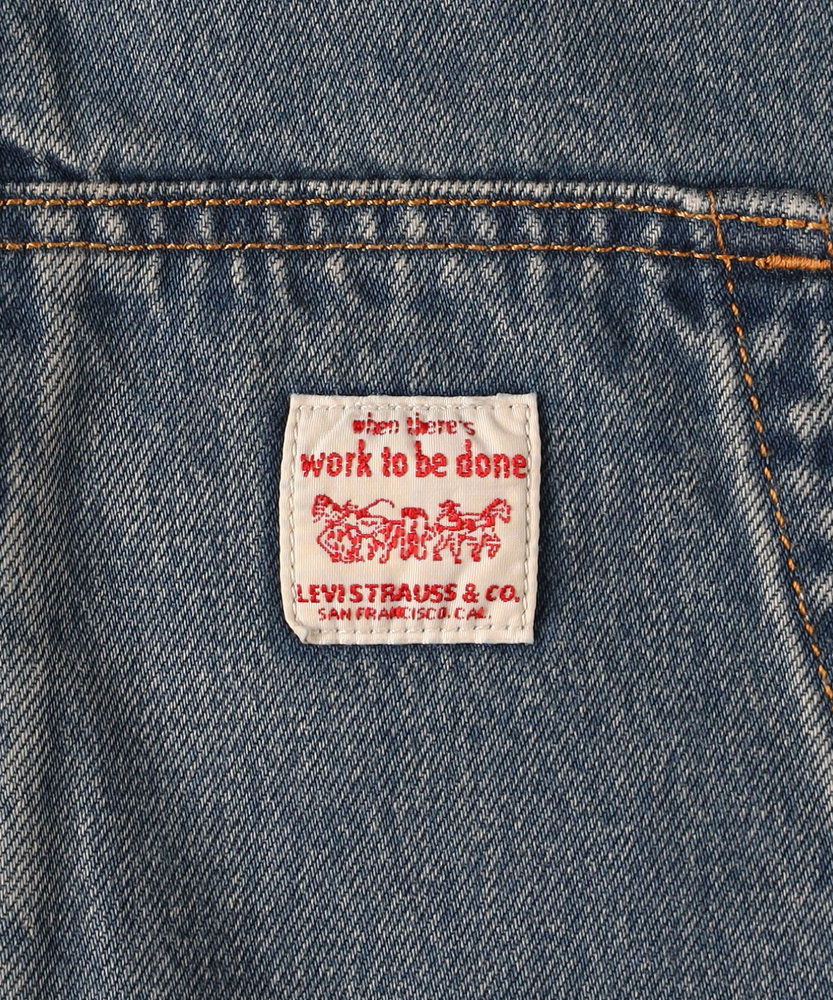 when there's
work to be done
LEVI STRAUSS & CO.
SAN FRANCISCO. CAL.